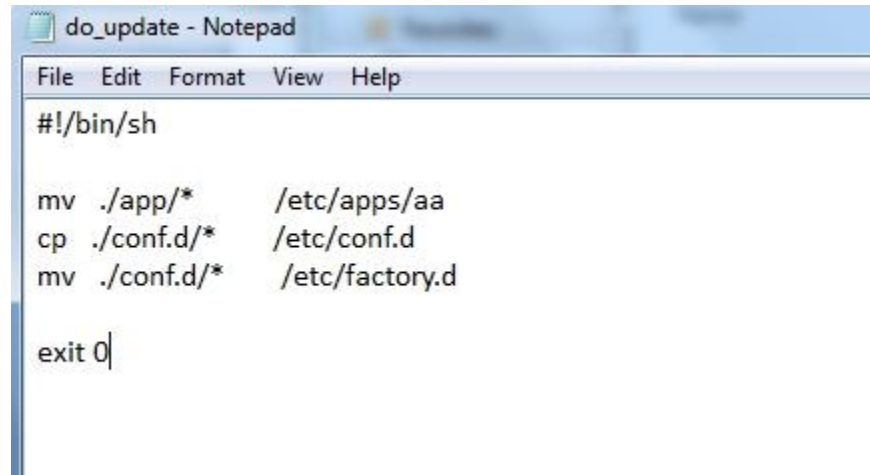 do_update - Notepad
File Edit Format View Help
#!/bin/sh
mv ./app/* /etc/apps/aa
cp ./conf.d/* /etc/conf.d
mv ./conf.d/* /etc/factory.d
exit 0